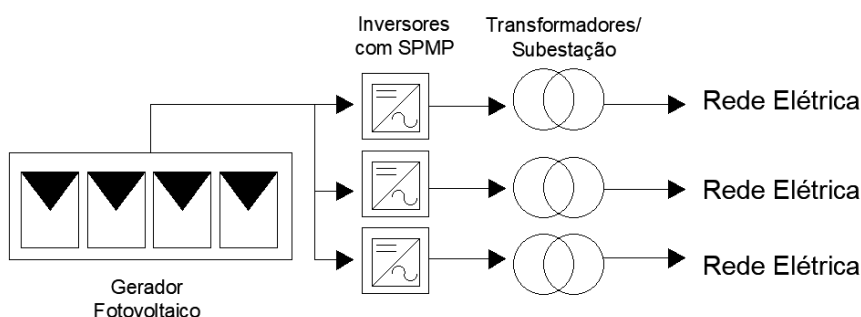 Inversores
com SPMP
Transformadores/
Subestação
Rede Elétrica
Rede Elétrica
Rede Elétrica
Gerador
Fotovoltaico